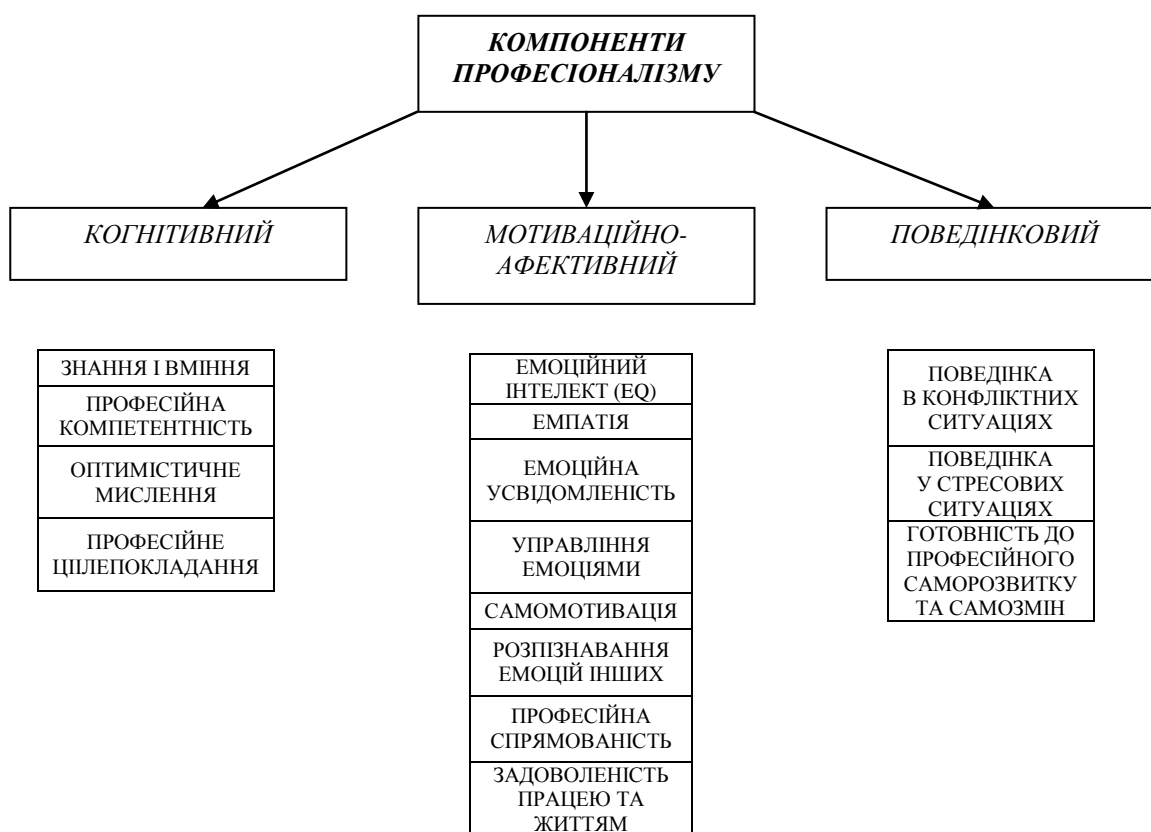 КОМПОНЕНТИ
ПРОФЕСІОНАЛІЗМУ
КОГНІТИВНИЙ
МОТИВАЦІЙНО-
АФЕКТИВНИЙ
ПОВЕДІНКОВИЙ
ЗНАННЯ І ВМІННЯ
ПРОФЕСІЙНА
КОМПЕТЕНТНІСТЬ
ОПТИМІСТИЧНЕ
МИСЛЕННЯ
ПРОФЕСІЙНЕ
ЦІІЛЕПОКЛАДАННЯ
ЕМОЦІЙНИЙ
ІНТЕЛЕКТ (EQ)
ЕМПАТІЯ
ЕМОЦІЙНА
УСВІДОМЛЕНІСТЬ
УПРАВЛІННЯ
ЕМОЦІЯМИ
САМОМОТИВАЦІЯ
РОЗПІЗНАВАННЯ
ЕМОЦІЙ ІНШИХ
ПРОФЕСІЙНА
СПРЯМОВАНІСТЬ
ЗАДОВОЛЕНІСТЬ
ПРАЦЕЮ ТА
ЖИТТЯМ
ПОВЕДІНКА
В КОНФЛІКТНИХ
СИТУАЦІЯХ
ПОВЕДІНКА
У СТРЕСОВИХ
СИТУАЦІЯХ
ГОТОВНІСТЬ ДО
ПРОФЕСІЙНОГО
САМОРОЗВИТКУ
ТА САМОЗМІН